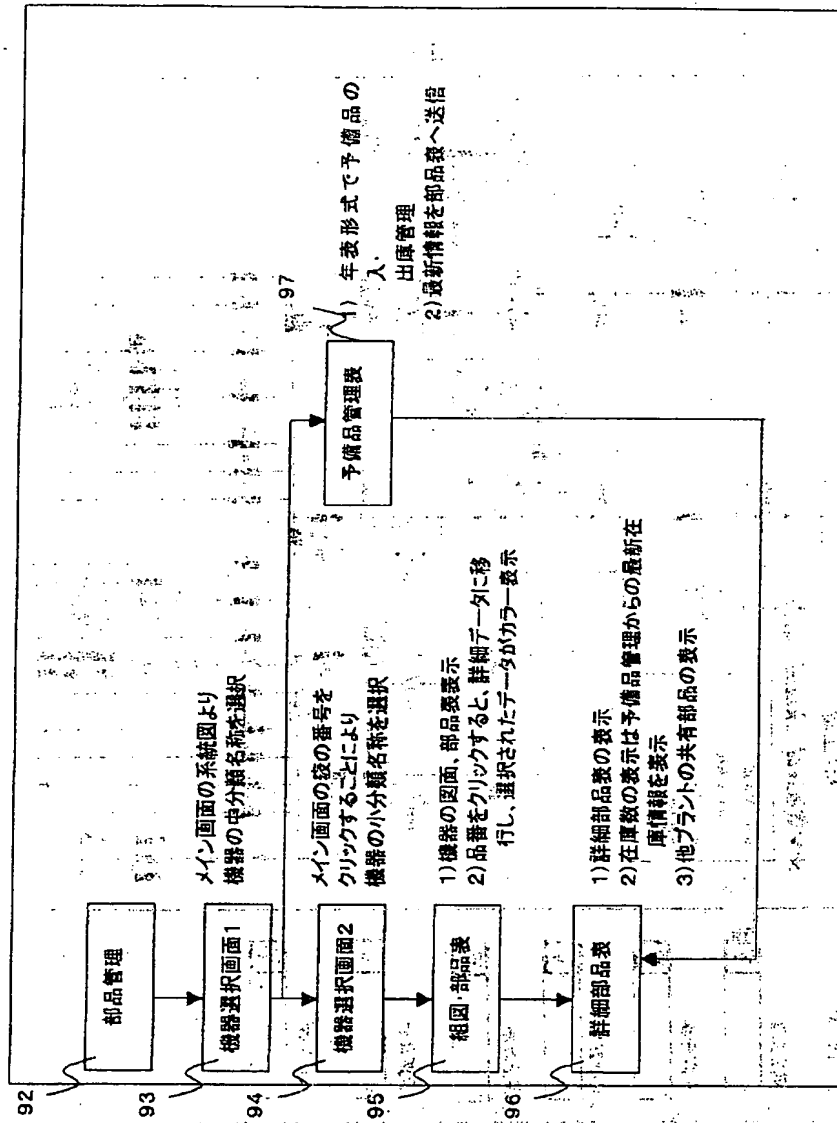 92
部品管理
93
機器選択画面1
メイン画面の系統図より
機器の中分類名称を選択
94
機器選択画面2
メイン画面の袋の番号を
クリックすることにより
機器の小分類名称を選択
95
組図・部品表
1)機器の図面、部品表表示
2)品番をクリックすると、詳細データに移
行し、選択されたデータがカラー表示
96
詳細部品表
1)詳細部品表の表示
2)在庫数の表示は予備品管理からの最新在
庫情報を表示
3)他プラントの共有部品の表示
97
予備品管理表
1) 年表形式で予備品の
入・
出庫管理
2)最新情報を部品表へ送信